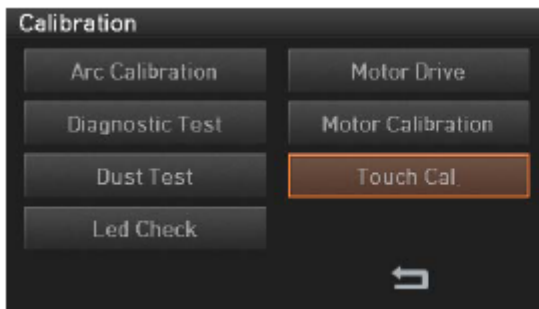 Calibration
Arc Calibration
Motor Drive
Diagnostic Test
Motor Calibration
Dust Test
Touch Cal.
Led Check